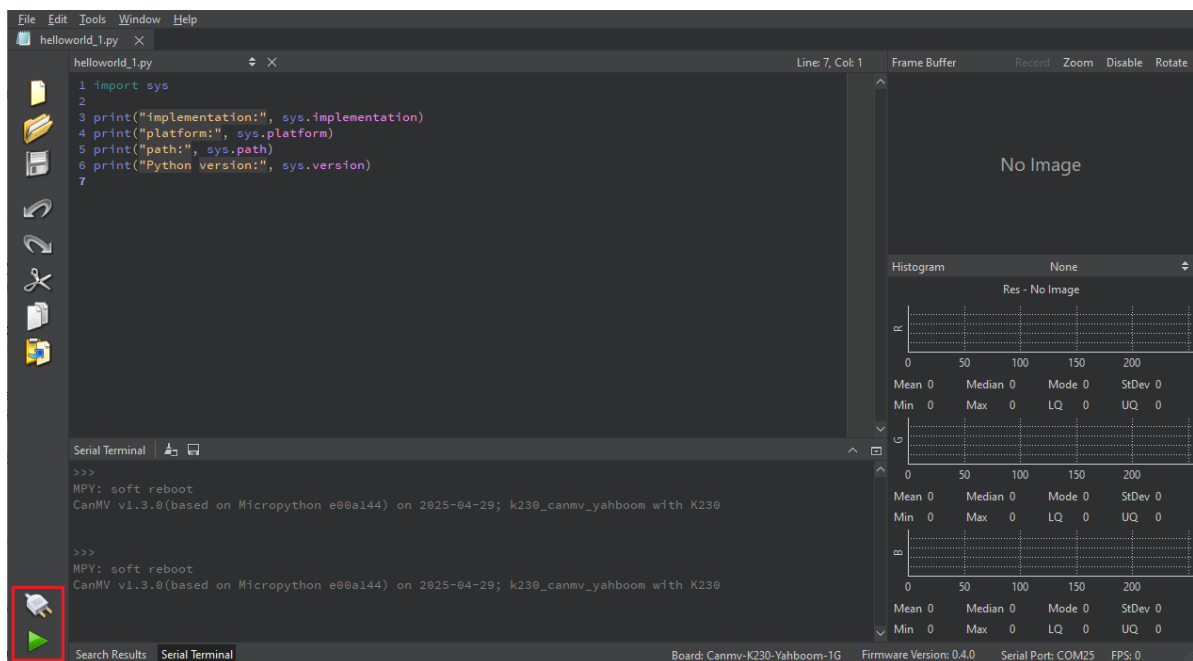 File Edit Tools Window Help
helloworld_1.py
helloworld_1.py Line: 7, Col: 1
1 import sys
2
3 print("implementation:", sys.implementation)
4 print("platform:", sys.platform)
5 print("path:", sys.path)
6 print("Python version:", sys.version)
7
Serial Terminal
>>>
MPY: soft reboot
CanMV v1.3.0(based on Micropython e00a144) on 2025-04-29; k230_canmv_yahboom with K230
>>>
MPY: soft reboot
CanMV v1.3.0(based on Micropython e00a144) on 2025-04-29; k230_canmv_yahboom with K230
Frame Buffer Record Zoom Disable Rotate
No Image
Histogram None
Res - No Image
R
0 50 100 150 200
Mean 0 Median 0 Mode 0 StDev 0
Min 0 Max 0 LQ 0 UQ 0
G
0 50 100 150 200
Mean 0 Median 0 Mode 0 StDev 0
Min 0 Max 0 LQ 0 UQ 0
B
0 50 100 150 200
Mean 0 Median 0 Mode 0 StDev 0
Min 0 Max 0 LQ 0 UQ 0
Search Results Serial Terminal Board: Canmv-K230-Yahboom-1G Firmware Version: 0.4.0 Serial Port: COM25 FPS: 0